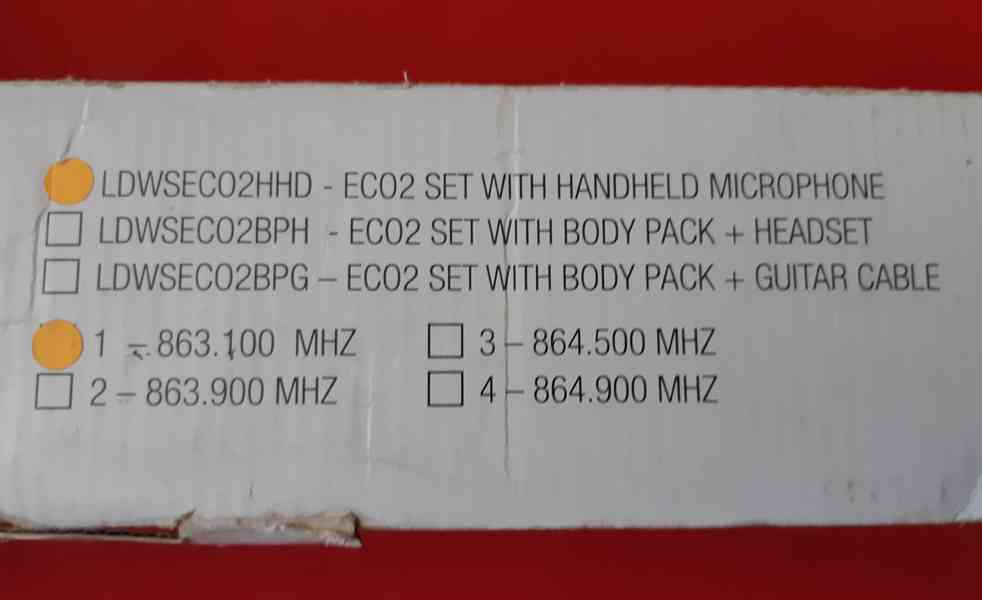 LDWSECO2HHD - ECO2 SET WITH HANDHELD MICROPHONE
LDWSECO2BPH - ECO2 SET WITH BODY PACK + HEADSET
LDWSECO2BPG – ECO2 SET WITH BODY PACK + GUITAR CABLE
1 – 863.100 MHZ
2 – 863.900 MHZ
3 – 864.500 MHZ
4 – 864.900 MHZ